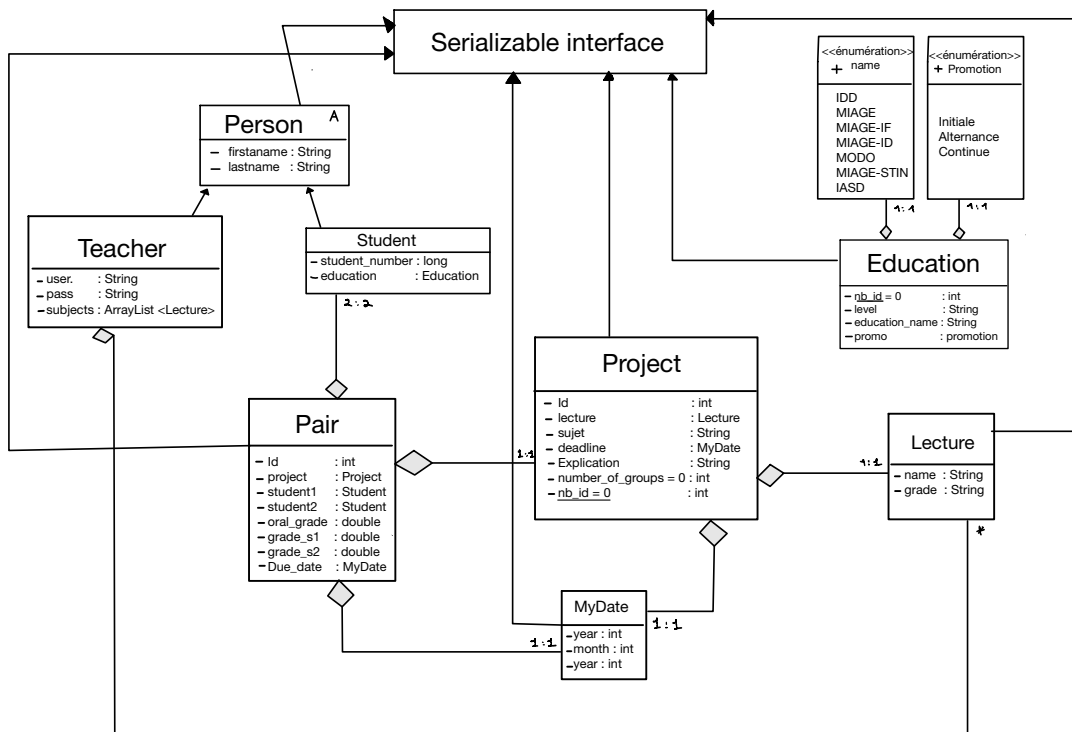 Serializable interface
<<énumération>>
+ name
IDD
MIAGE
MIAGE-IF
MIAGE-ID
MODO
MIAGE-STIN
IASD
1:1
<<énumération>>
+ Promotion
Initiale
Alternance
Continue
1:1
Person A
- firstaname : String
- lastname : String
Teacher
- user. : String
- pass : String
- subjects : ArrayList <Lecture>
Student
- student_number : long
- education : Education
2:2
Education
- nb_id = 0 : int
- level : String
- education_name : String
- promo : promotion
Project
- Id : int
- lecture : Lecture
- sujet : String
- deadline : MyDate
- Explication : String
- number_of_groups = 0 : int
- nb_id = 0 : int
Pair
- Id : int
- project : Project
- student1 : Student
- student2 : Student
- oral_grade : double
- grade_s1 : double
- grade_s2 : double
- Due_date : MyDate
1:1
Lecture
- name : String
- grade : String
1:1
*
MyDate
- year : int
- month : int
- year : int
1:1
1:1